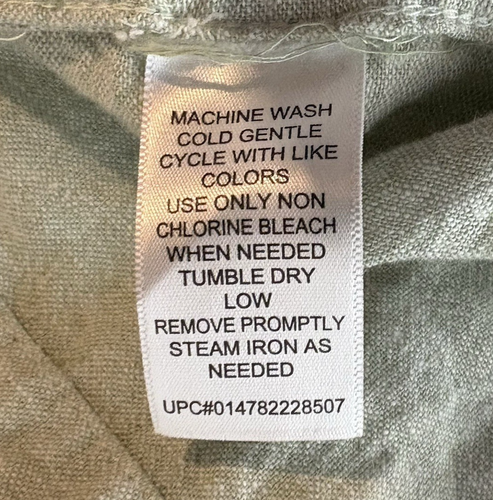 MACHINE WASH
COLD GENTLE
CYCLE WITH LIKE
COLORS
USE ONLY NON
CHLORINE BLEACH
WHEN NEEDED
TUMBLE DRY
LOW
REMOVE PROMPTLY
STEAM IRON AS
NEEDED
UPC#014782228507